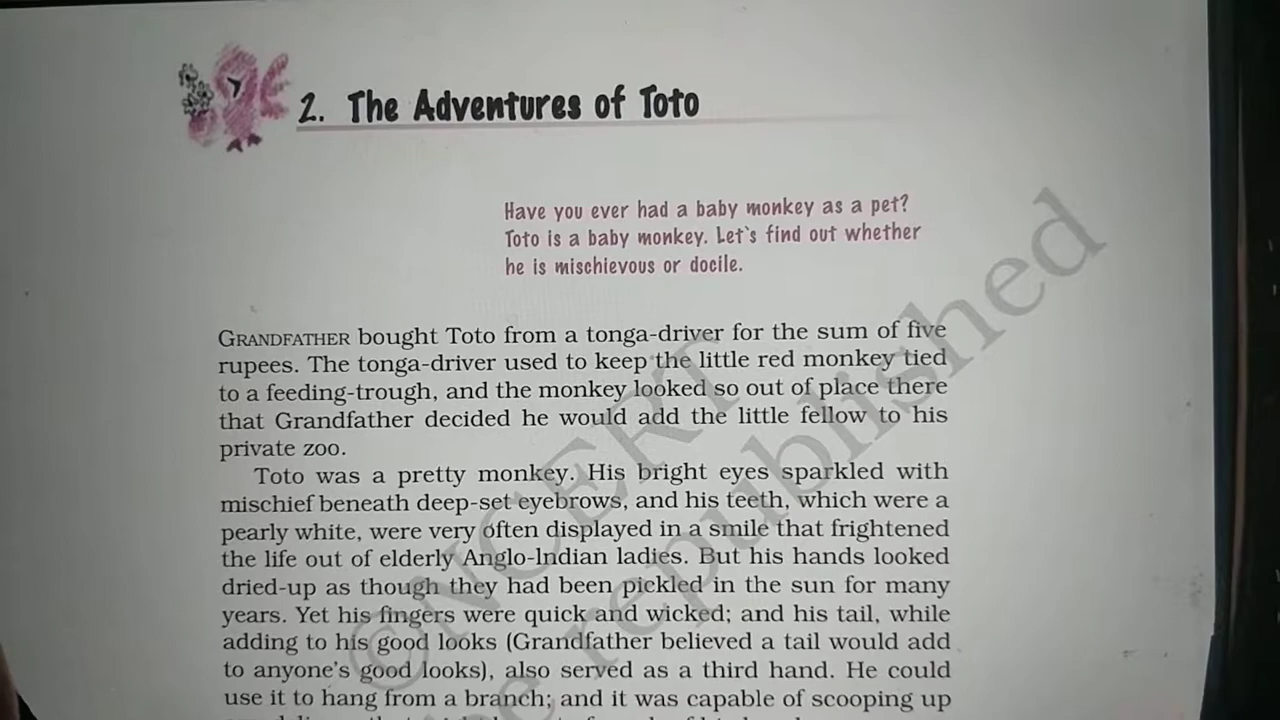 2. The Adventures of Toto
Have you ever had a baby monkey as a pet?
Toto is a baby monkey. Let's find out whether
he is mischievous or docile.
GRANDFATHER bought Toto from a tonga-driver for the sum of five
rupees. The tonga-driver used to keep the little red monkey tied
to a feeding-trough, and the monkey looked so out of place there
that Grandfather decided he would add the little fellow to his
private zoo.
Toto was a pretty monkey. His bright eyes sparkled with
mischief beneath deep-set eyebrows, and his teeth, which were a
pearly white, were very often displayed in a smile that frightened
the life out of elderly Anglo-Indian ladies. But his hands looked
dried-up as though they had been pickled in the sun for many
years. Yet his fingers were quick and wicked; and his tail, while
adding to his good looks (Grandfather believed a tail would add
to anyone's good looks), also served as a third hand. He could
use it to hang from a branch; and it was capable of scooping up
© NCERT
be republished